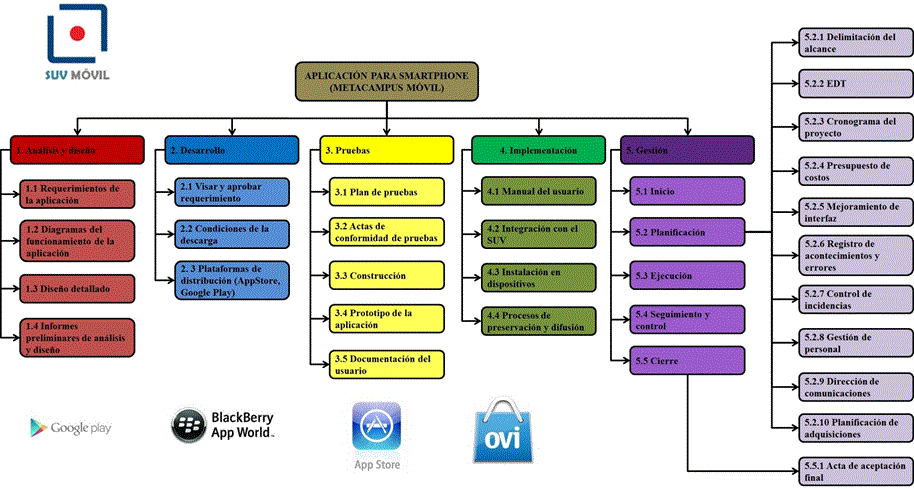 SUV MÓVIL
APLICACIÓN PARA SMARTPHONE
(METACAMPUS MÓVIL)
1. Análisis y diseño
1.1 Requerimientos de
la aplicación
1.2 Diagramas del
funcionamiento de la
aplicación
1.3 Diseño detallado
1.4 Informes
preliminares de análisis
y diseño
2. Desarrollo
2.1 Visar y aprobar
requerimiento
2.2 Condiciones de la
descarga
2. 3 Plataformas de
distribución (AppStore,
Google Play)
3. Pruebas
3.1 Plan de pruebas
3.2 Actas de
conformidad de pruebas
3.3 Construcción
3.4 Prototipo de la
aplicación
3.5 Documentación del
usuario
4. Implementación
4.1 Manual del usuario
4.2 Integración con el
SUV
4.3 Instalación en
dispositivos
4.4 Procesos de
preservación y difusión
5. Gestión
5.1 Inicio
5.2 Planificación
5.3 Ejecución
5.4 Seguimiento y
control
5.5 Cierre
5.2.1 Delimitación del
alcance
5.2.2 EDT
5.2.3 Cronograma del
proyecto
5.2.4 Presupuesto de
costos
5.2.5 Mejoramiento de
interfaz
5.2.6 Registro de
acontecimientos y
errores
5.2.7 Control de
incidencias
5.2.8 Gestión de
personal
5.2.9 Dirección de
comunicaciones
5.2.10 Planificación de
adquisiciones
5.5.1 Acta de aceptación
final
Google play
BlackBerry
App World™
App Store
ovi